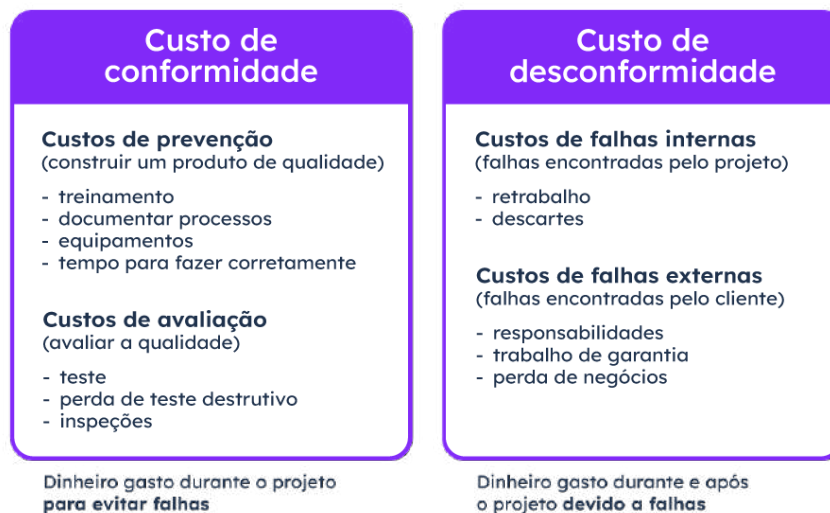 Custo de
conformidade
Custos de prevenção
(construir um produto de qualidade)
- treinamento
- documentar processos
- equipamentos
- tempo para fazer corretamente
Custos de avaliação
(avaliar a qualidade)
- teste
- perda de teste destrutivo
- inspeções
Dinheiro gasto durante o projeto
para evitar falhas
Custo de
desconformidade
Custos de falhas internas
(falhas encontradas pelo projeto)
- retrabalho
- descartes
Custos de falhas externas
(falhas encontradas pelo cliente)
- responsabilidades
- trabalho de garantia
- perda de negócios
Dinheiro gasto durante e após
o projeto devido a falhas